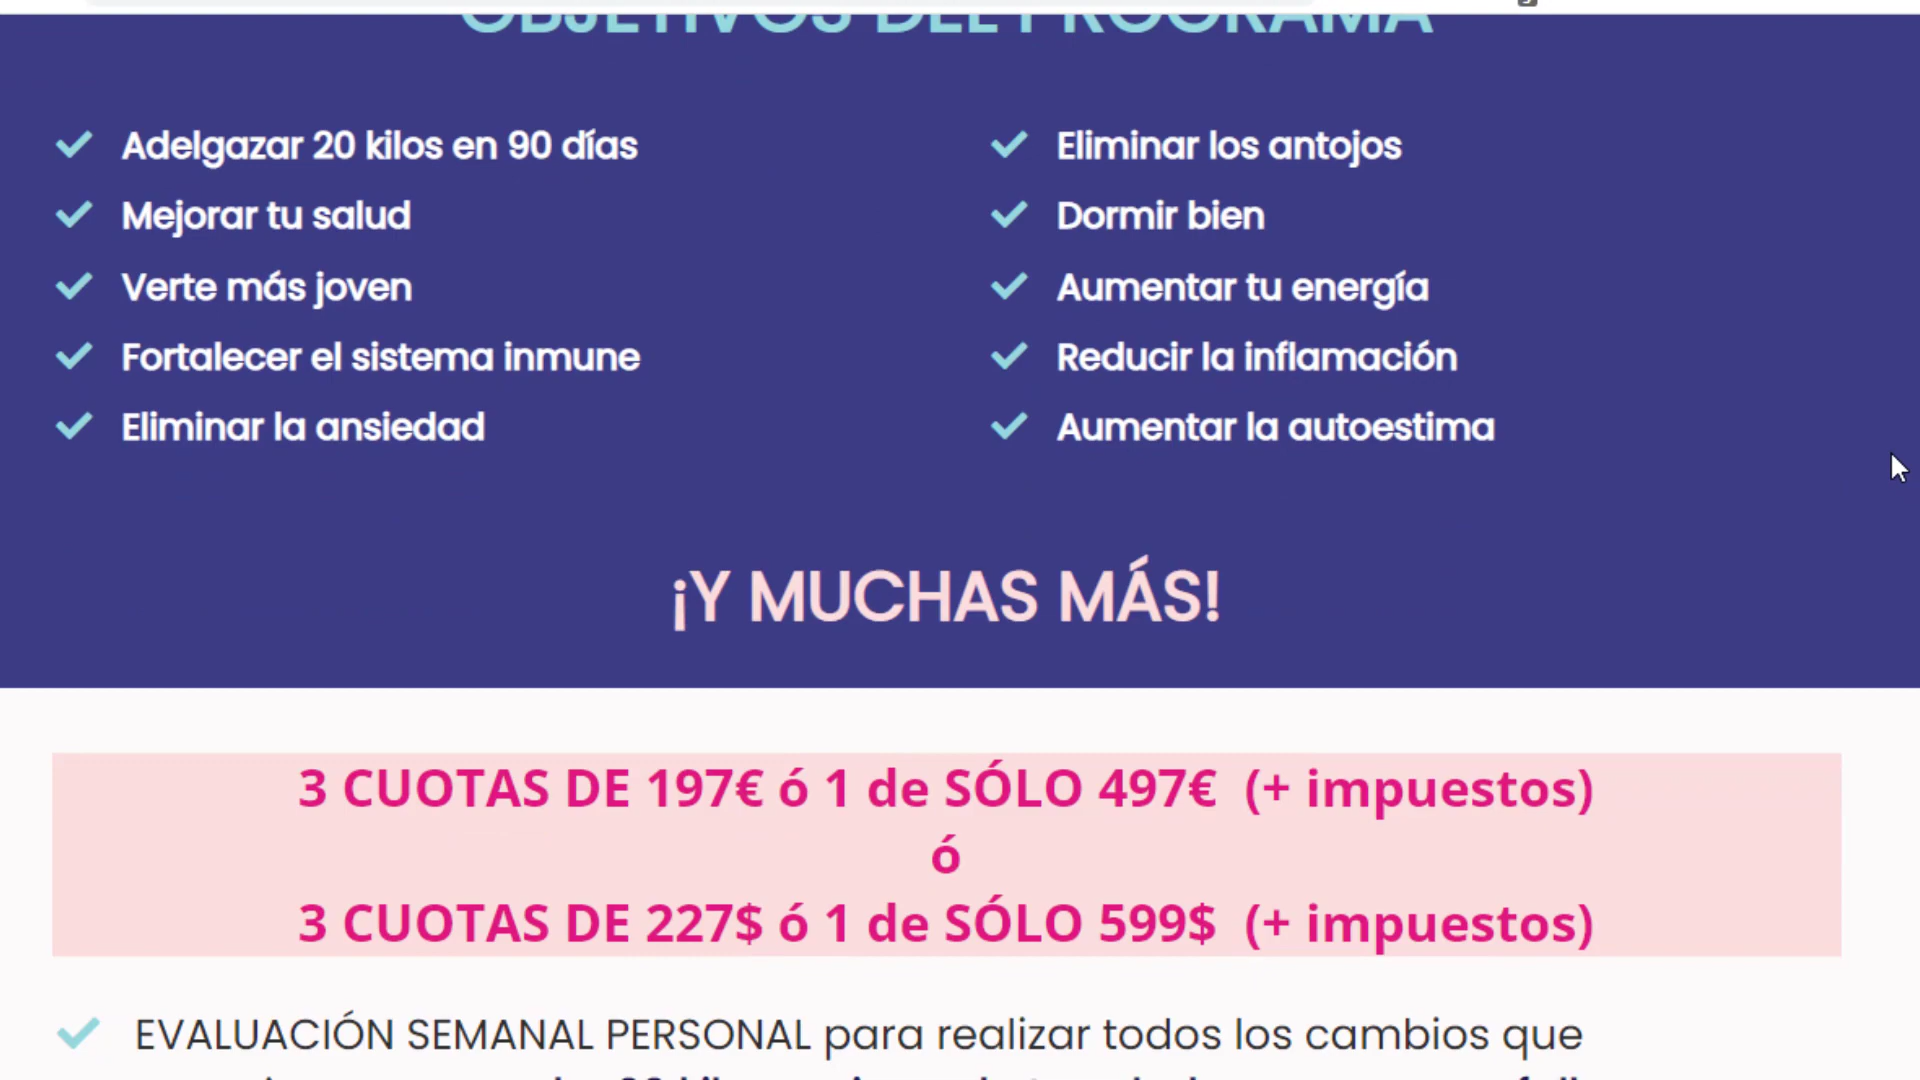 OBJETIVOS DEL PROGRAMA
Adelgazar 20 kilos en 90 días
Mejorar tu salud
Verte más joven
Fortalecer el sistema inmune
Eliminar la ansiedad
Eliminar los antojos
Dormir bien
Aumentar tu energía
Reducir la inflamación
Aumentar la autoestima
¡Y MUCHAS MÁS!
3 CUOTAS DE 197€ ó 1 de SÓLO 497€ (+ impuestos)
ó
3 CUOTAS DE 227$ ó 1 de SÓLO 599$ (+ impuestos)
EVALUACIÓN SEMANAL PERSONAL para realizar todos los cambios que